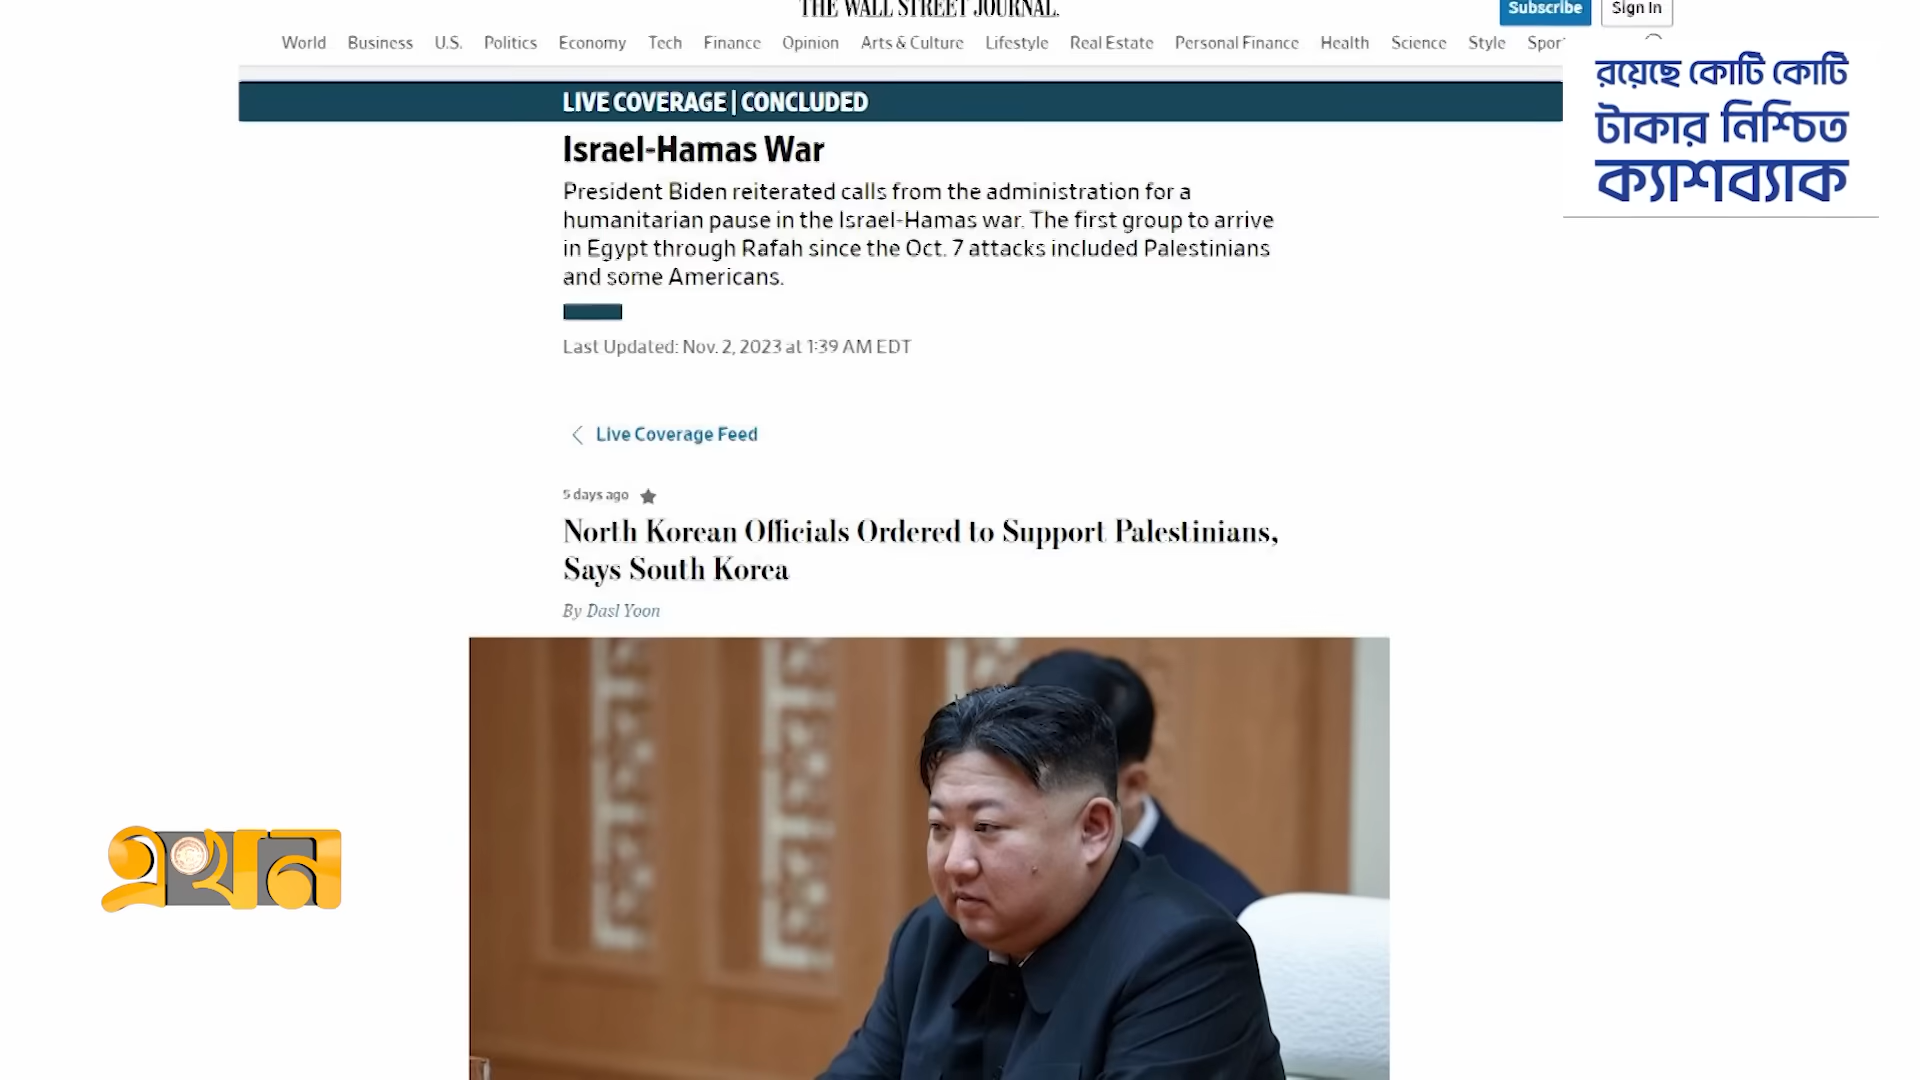 THE WALL STREET JOURNAL.
Subscribe
Sign In
World Business U.S. Politics Economy Tech Finance Opinion Arts & Culture Lifestyle Real Estate Personal Finance Health Science Style
রয়েছে কোটি কোটি
টাকার নিশ্চিত
ক্যাশব্যাক
LIVE COVERAGE | CONCLUDED
Israel-Hamas War
President Biden reiterated calls from the administration for a
humanitarian pause in the Israel-Hamas war. The first group to arrive
in Egypt through Rafah since the Oct. 7 attacks included Palestinians
and some Americans.
Last Updated: Nov. 2, 2023 at 1:39 AM EDT
Live Coverage Feed
5 days ago
North Korean Officials Ordered to Support Palestinians,
Says South Korea
By Dasl Yoon
এখন